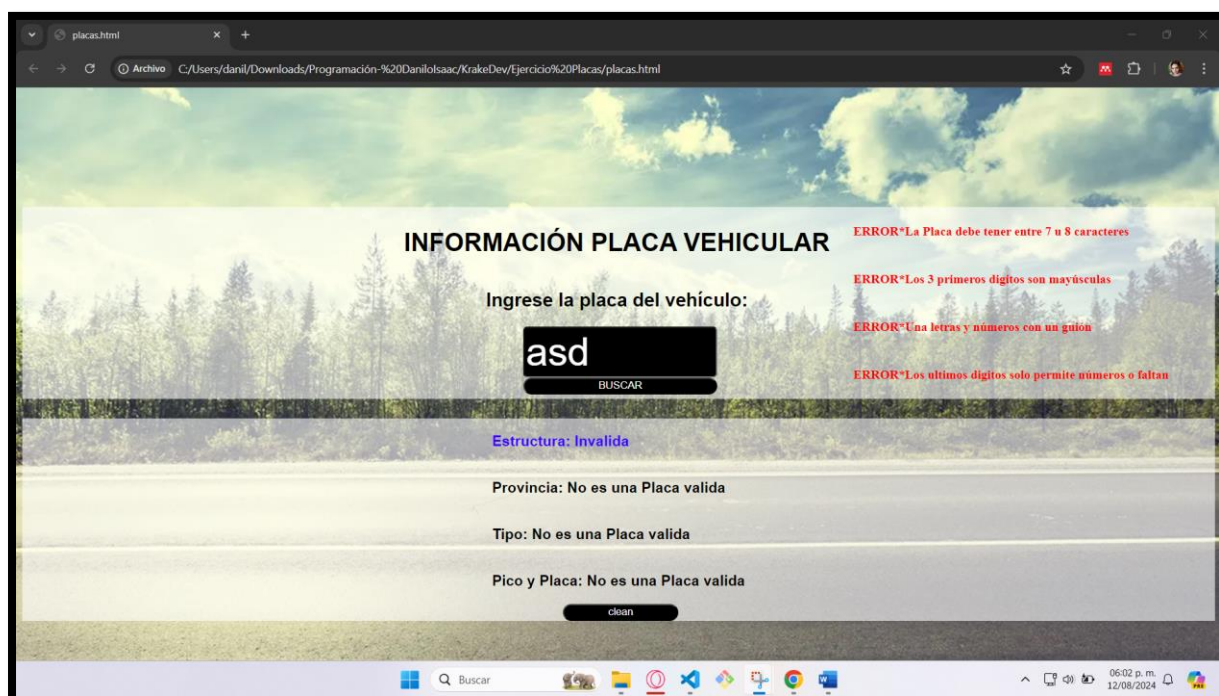 placas.html
Archivo C:/Users/danil/Downloads/Programación-%20DaniloIsaac/KrakeDev/Ejercicio%20Placas/placas.html
INFORMACIÓN PLACA VEHICULAR
Ingrese la placa del vehículo:
asd
BUSCAR
ERROR*La Placa debe tener entre 7 u 8 caracteres
ERROR*Los 3 primeros digitos son mayúsculas
ERROR*Una letras y números con un guión
ERROR*Los ultimos digitos solo permite números o faltan
Estructura: Invalida
Provincia: No es una Placa valida
Tipo: No es una Placa valida
Pico y Placa: No es una Placa valida
clean
Buscar
06:02 p. m.
12/08/2024